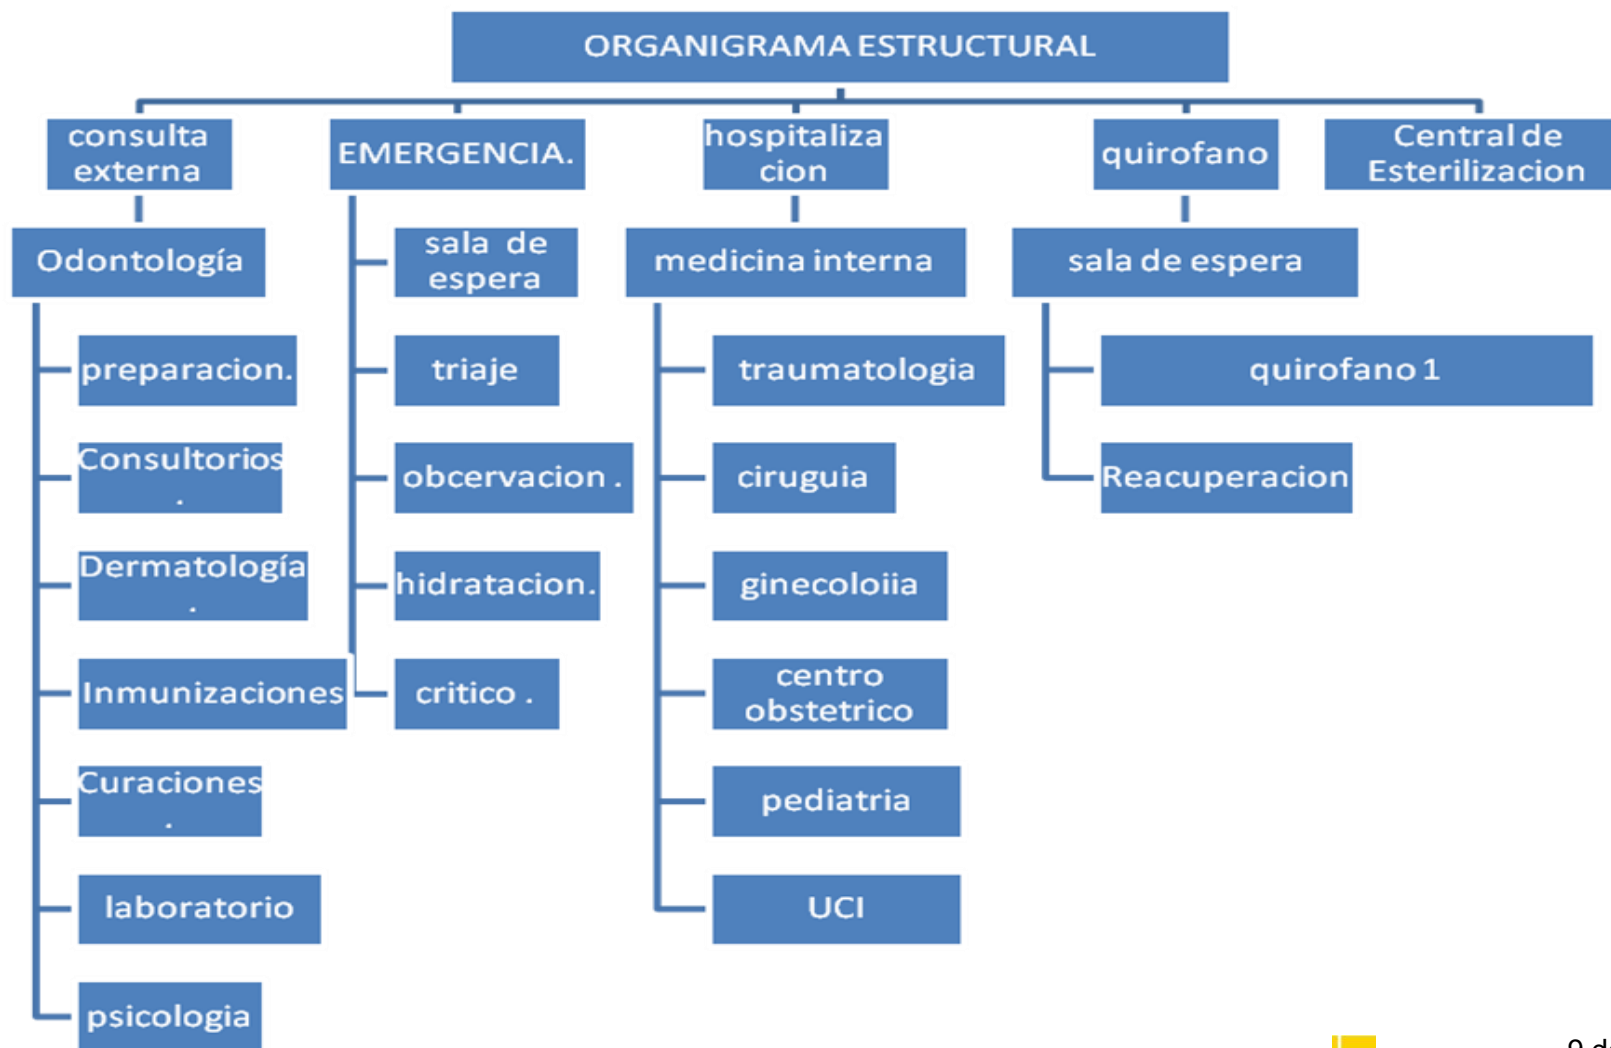 ORGANIGRAMA ESTRUCTURAL
consulta
externa
EMERGENCIA.
hospitaliza
cion
quirofano
Central de
Esterilizacion
Odontología
sala de
espera
medicina interna
sala de espera
preparacion.
triaje
traumatologia
quirofano 1
Consultorios
.
obcervacion .
ciruguia
Reacuperacion
Dermatología
.
hidratacion.
ginecoloiia
Inmunizaciones
critico .
centro
obstetrico
Curaciones
.
pediatria
laboratorio
UCI
psicologia